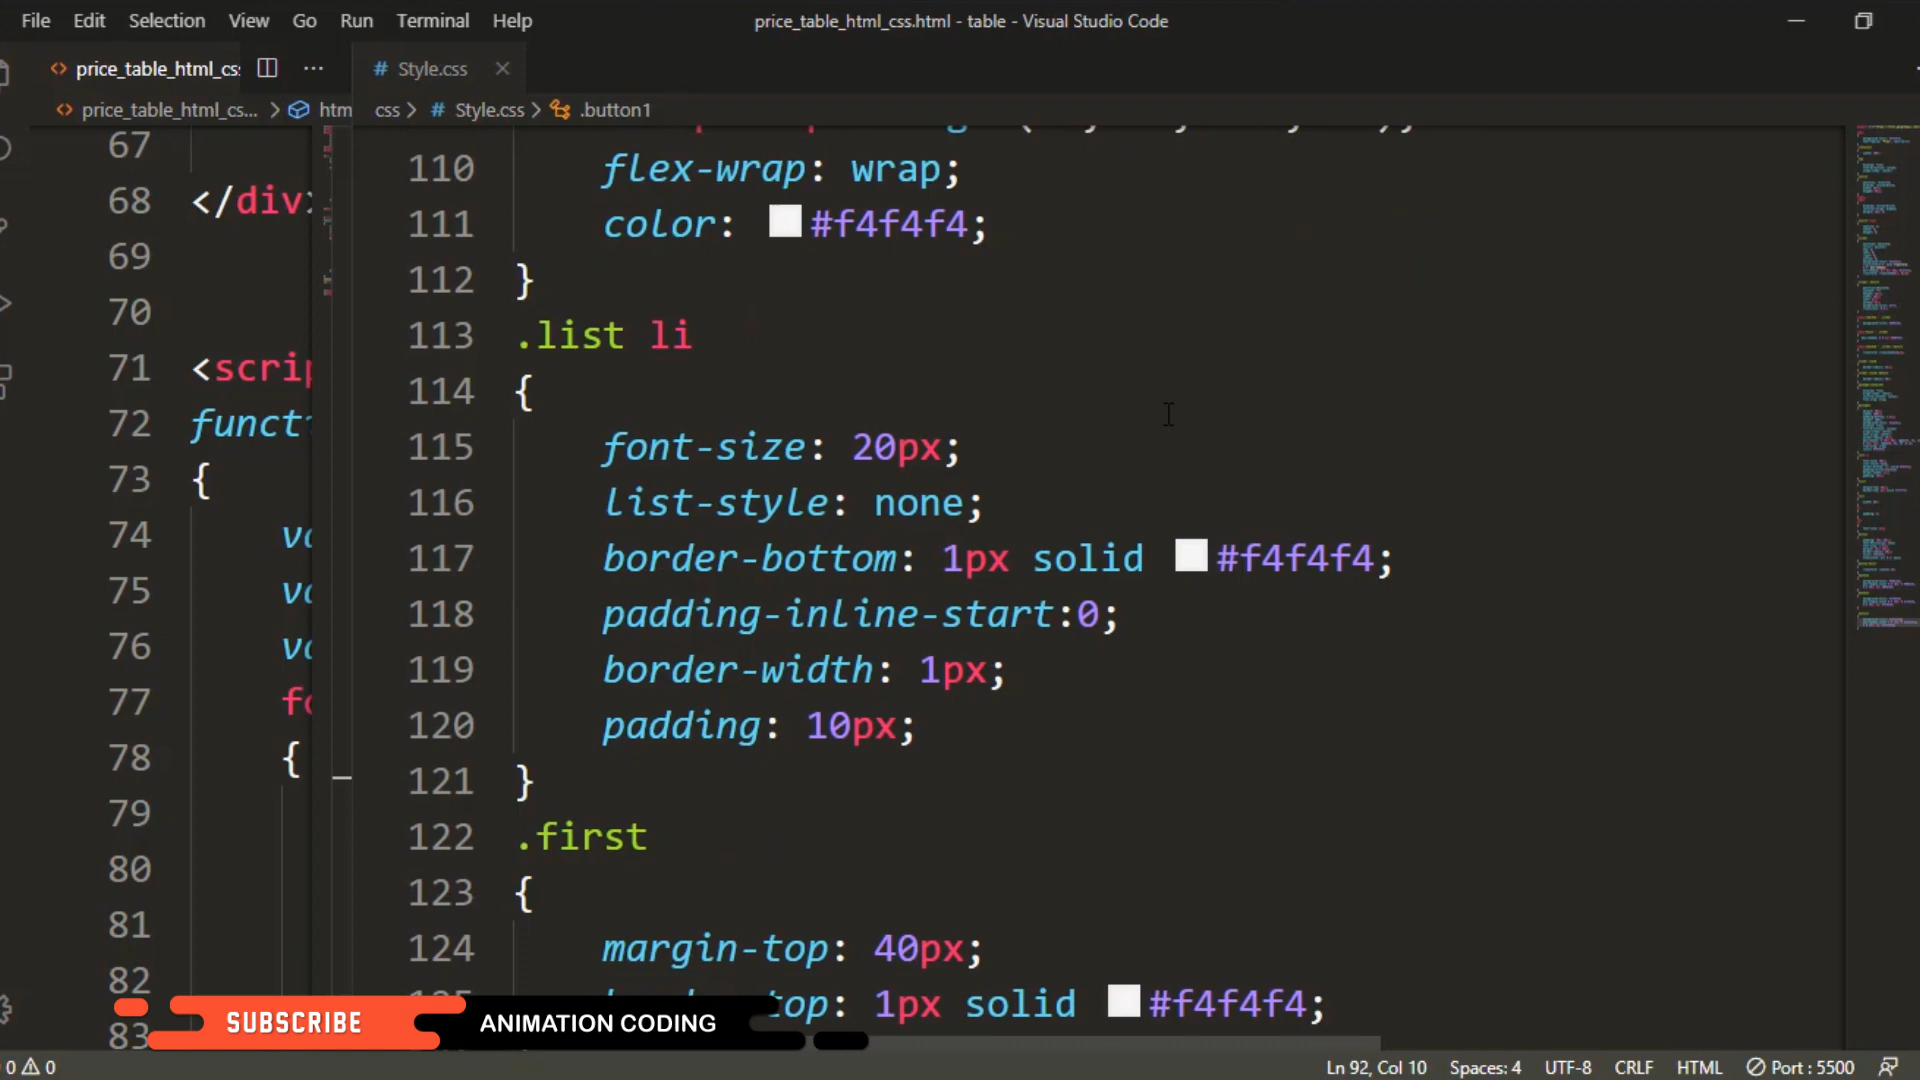 File Edit Selection View Go Run Terminal Help
price_table_html_css.html - table - Visual Studio Code
price_table_html_cs
# Style.css
price_table_html_cs... > htm
css > # Style.css > .button1
67
68 </div>
69
70
71 <scrip
72 funct
73 {
74
75
76
77
78 {
79
80
81
82
83
110 flex-wrap: wrap;
111 color: #f4f4f4;
112 }
113 .list li
114 {
115 font-size: 20px;
116 list-style: none;
117 border-bottom: 1px solid #f4f4f4;
118 padding-inline-start:0;
119 border-width: 1px;
120 padding: 10px;
121 }
122 .first
123 {
124 margin-top: 40px;
top: 1px solid #f4f4f4;
SUBSCRIBE ANIMATION CODING
0 0
Ln 92, Col 10 Spaces: 4 UTF-8 CRLF HTML Port : 5500